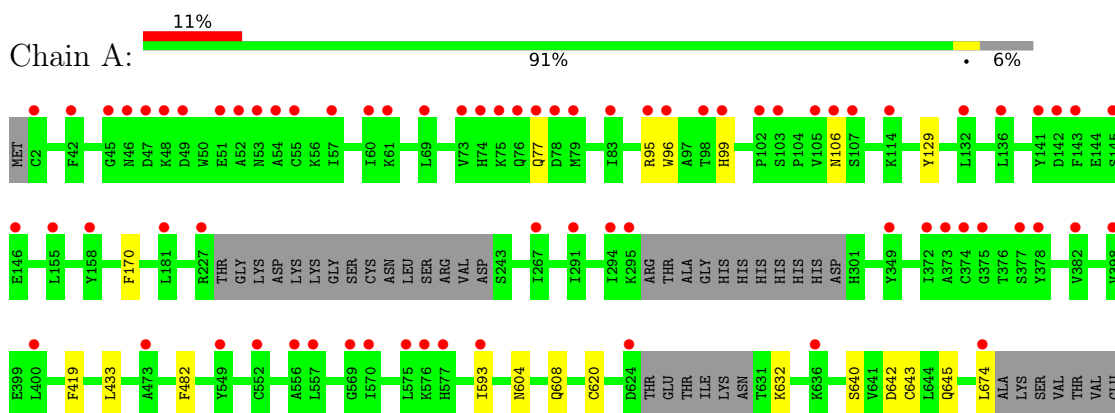 Chain A:
11%
91%
•
6%
MET C2 F42 G45 N46 D47 K48 D49 W50 E51 A52 N53 A54 C55 K56 I57 I60 K61 L69 V73 H74 K75 Q76 Q77 D78 M79 I83 R95 W96 A97 T98 H99 P102 S103 P104 V105 N106 S107 K114 Y129 L132 L136 Y141 D142 F143 E144 S145
E146 L155 Y158 F170 L181 R227 THR GLY LYS ASP LYS LYS GLY SER CYS ASN LEU SER ARG VAL ASP S243 I267 I291 I294 K295 ARG THR ALA GLY HIS HIS HIS HIS HIS ASP H301 Y349 I372 A373 C374 G375 T376 S377 Y378 V382 V398
E399 L400 F419 L433 A473 F482 Y549 C552 A556 L557 G569 I570 L575 K576 H577 I593 N604 Q608 C620 D624 THR GLU THR ILE LYS ASN T631 K632 K636 S640 V641 D642 C643 L644 Q645 L674 ALA LYS SER VAL THR VAL GLU